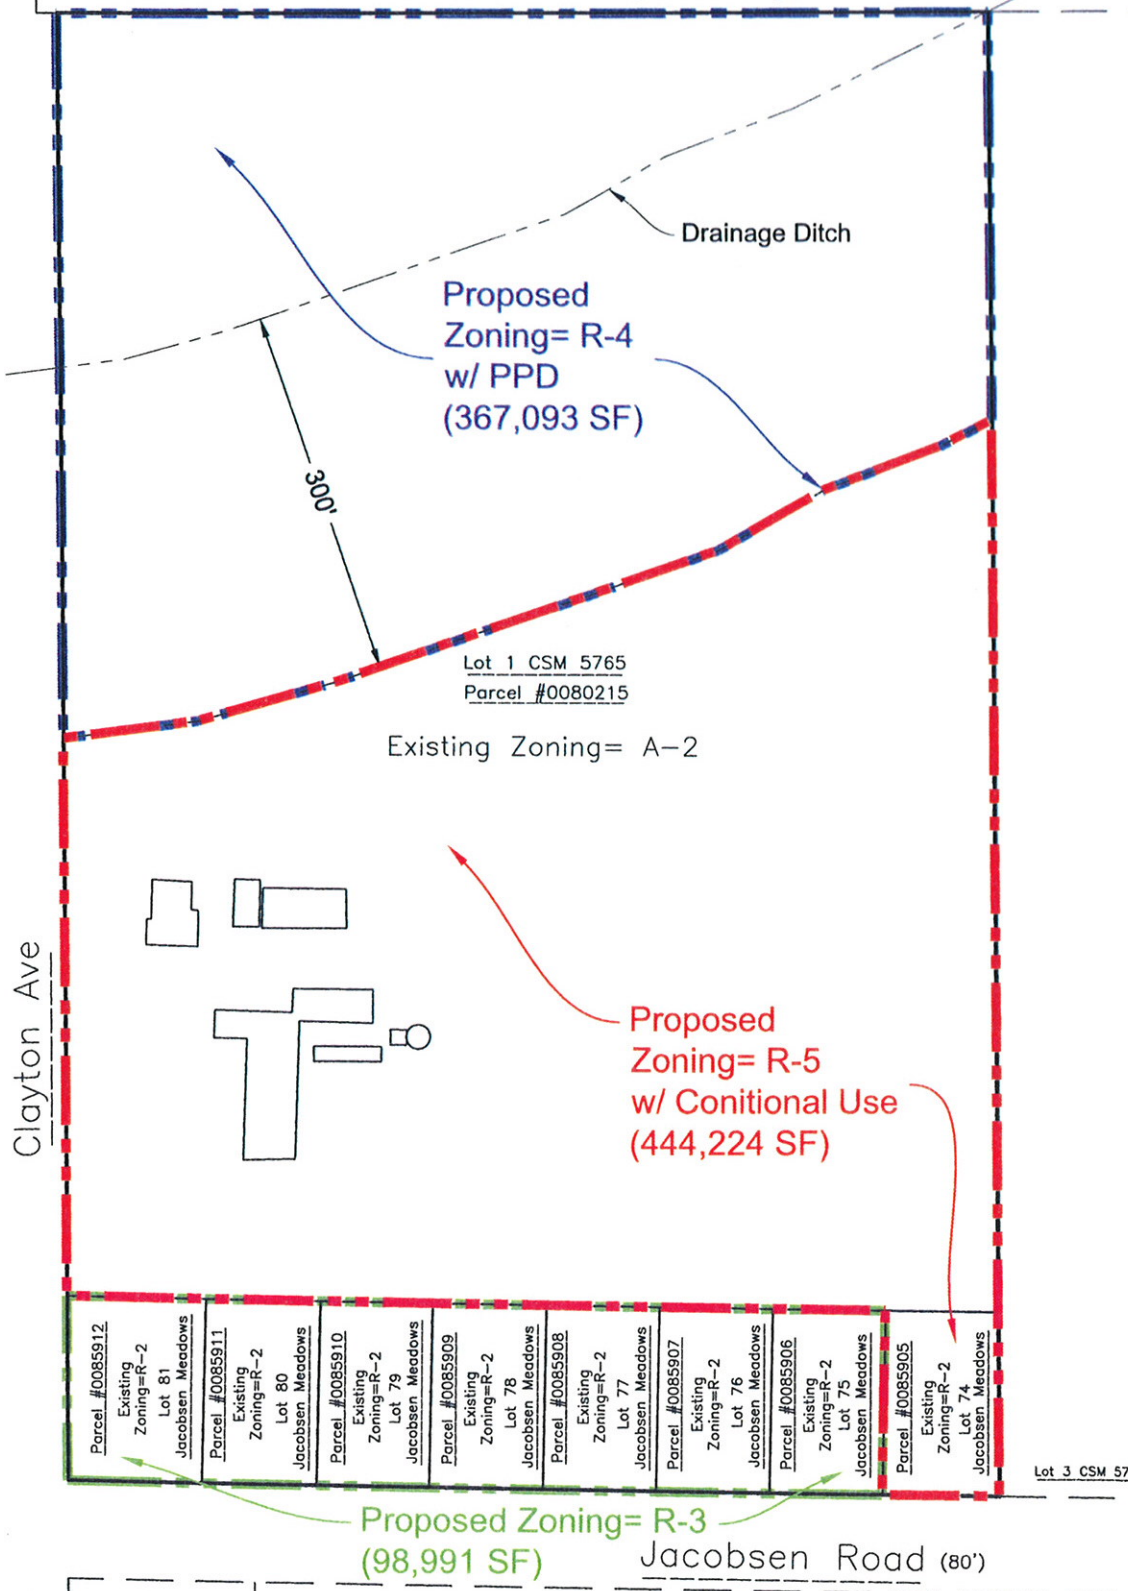 Drainage Ditch
Proposed
Zoning= R-4
w/ PPD
(367,093 SF)
300'
Lot 1 CSM 5765
Parcel #0080215
Existing Zoning= A-2
Clayton Ave
Proposed
Zoning= R-5
w/ Conitional Use
(444,224 SF)
Parcel #0085912
Existing
Zoning=R-2
Lot 81
Jacobsen Meadows
Parcel #0085911
Existing
Zoning=R-2
Lot 80
Jacobsen Meadows
Parcel #0085910
Existing
Zoning=R-2
Lot 79
Jacobsen Meadows
Parcel #0085909
Existing
Zoning=R-2
Lot 78
Jacobsen Meadows
Parcel #0085908
Existing
Zoning=R-2
Lot 77
Jacobsen Meadows
Parcel #0085907
Existing
Zoning=R-2
Lot 76
Jacobsen Meadows
Parcel #0085906
Existing
Zoning=R-2
Lot 75
Jacobsen Meadows
Parcel #0085905
Existing
Zoning=R-2
Lot 74
Jacobsen Meadows
Lot 3 CSM 57
Proposed Zoning= R-3
(98,991 SF)
Jacobsen Road (80')